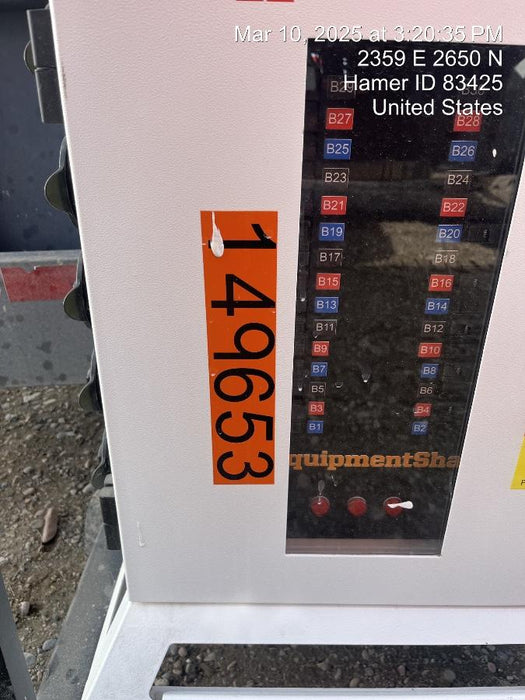 Mar 10, 2025 at 3:20:35 PM
2359 E 2650 N
Hamer ID 83425
United States
B29
B27 B28
B25 B26
B23 B24
B21 B22
B19 B20
B17 B18
B15 B16
B13 B14
B11 B12
B9 B10
B7 B8
B5 B6
B3 B4
B1 B2
149653
quipmentSha